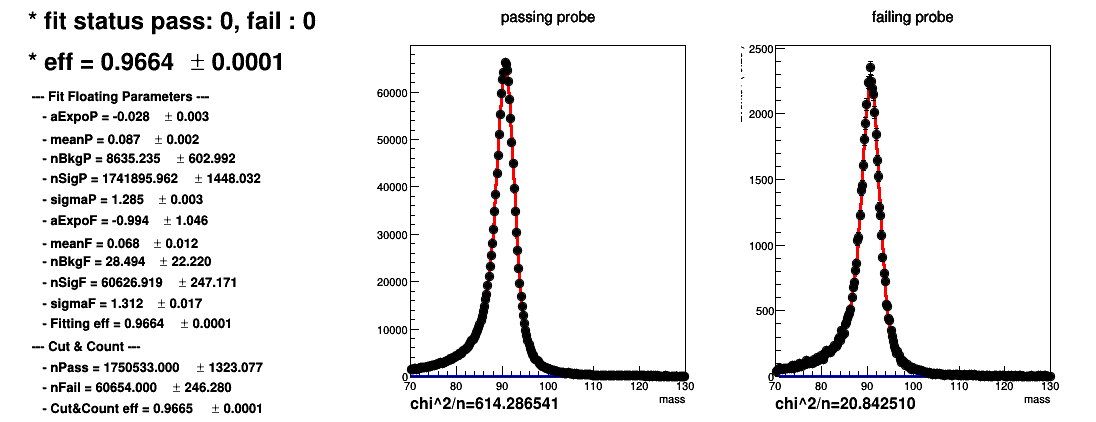 * fit status pass: 0, fail : 0
* eff = 0.9664 ± 0.0001
--- Fit Floating Parameters ---
- aExpoP = -0.028 ± 0.003
- meanP = 0.087 ± 0.002
- nBkgP = 8635.235 ± 602.992
- nSigP = 1741895.962 ± 1448.032
- sigmaP = 1.285 ± 0.003
- aExpoF = -0.994 ± 1.046
- meanF = 0.068 ± 0.012
- nBkgF = 28.494 ± 22.220
- nSigF = 60626.919 ± 247.171
- sigmaF = 1.312 ± 0.017
- Fitting eff = 0.9664 ± 0.0001
--- Cut & Count ---
- nPass = 1750533.000 ± 1323.077
- nFail = 60654.000 ± 246.280
- Cut&Count eff = 0.9665 ± 0.0001
passing probe
60000
50000
40000
30000
20000
10000
0
70 80 90 100 110 120 130
mass
chi^2/n=614.286541
failing probe
2500
2000
1500
1000
500
0
70 80 90 100 110 120 130
mass
chi^2/n=20.842510